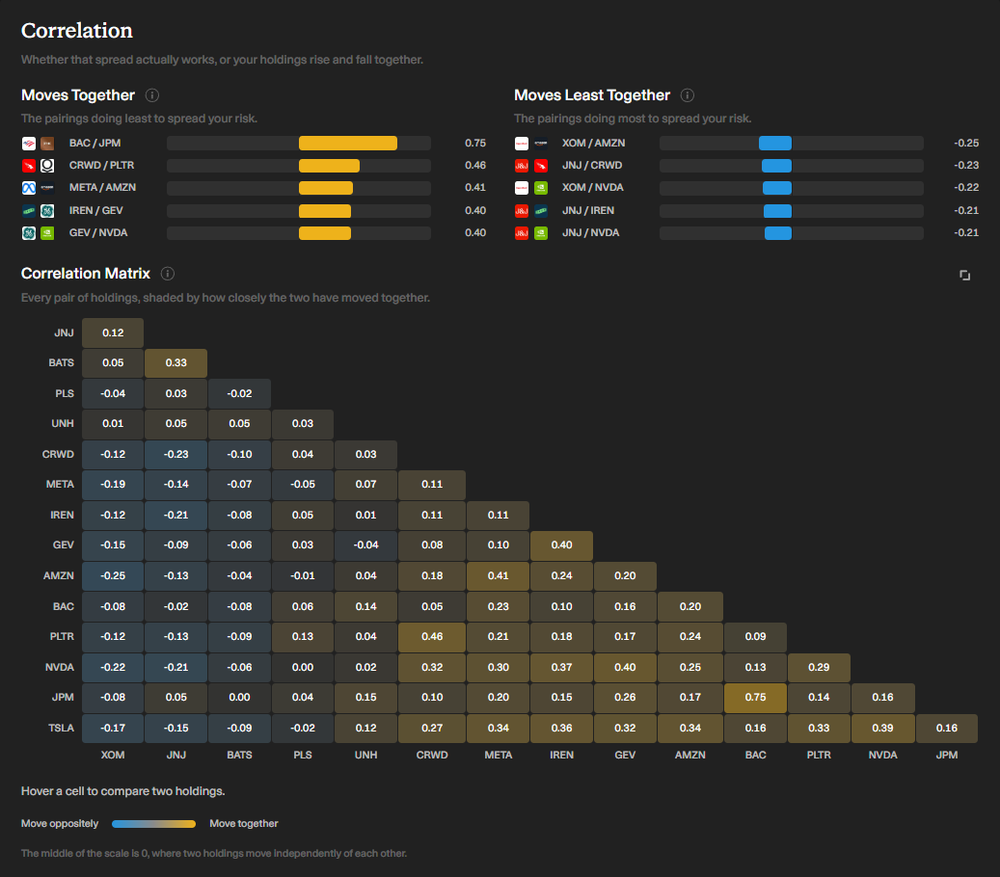 Correlation
Whether that spread actually works, or your holdings rise and fall together.
Moves Together
The pairings doing least to spread your risk.
BAC / JPM 0.75
CRWD / PLTR 0.46
META / AMZN 0.41
IREN / GEV 0.40
GEV / NVDA 0.40
Moves Least Together
The pairings doing most to spread your risk.
XOM / AMZN -0.25
JNJ / CRWD -0.23
XOM / NVDA -0.22
JNJ / IREN -0.21
JNJ / NVDA -0.21
Correlation Matrix
Every pair of holdings, shaded by how closely the two have moved together.
JNJ 0.12
BATS 0.05 0.33
PLS -0.04 0.03 -0.02
UNH 0.01 0.05 0.05 0.03
CRWD -0.12 -0.23 -0.10 0.04 0.03
META -0.19 -0.14 -0.07 -0.05 0.07 0.11
IREN -0.12 -0.21 -0.08 0.05 0.01 0.11 0.11
GEV -0.15 -0.09 -0.06 0.03 -0.04 0.08 0.10 0.40
AMZN -0.25 -0.13 -0.04 -0.01 0.04 0.18 0.41 0.24 0.20
BAC -0.08 -0.02 -0.08 0.06 0.14 0.05 0.23 0.10 0.16 0.20
PLTR -0.12 -0.13 -0.09 0.13 0.04 0.46 0.21 0.18 0.17 0.24 0.09
NVDA -0.22 -0.21 -0.06 0.00 0.02 0.32 0.30 0.37 0.40 0.25 0.13 0.29
JPM -0.08 0.05 0.00 0.04 0.15 0.10 0.20 0.15 0.26 0.17 0.75 0.14 0.16
TSLA -0.17 -0.15 -0.09 -0.02 0.12 0.27 0.34 0.36 0.32 0.34 0.16 0.33 0.39 0.16
XOM JNJ BATS PLS UNH CRWD META IREN GEV AMZN BAC PLTR NVDA JPM
Hover a cell to compare two holdings.
Move oppositely Move together
The middle of the scale is 0, where two holdings move independently of each other.